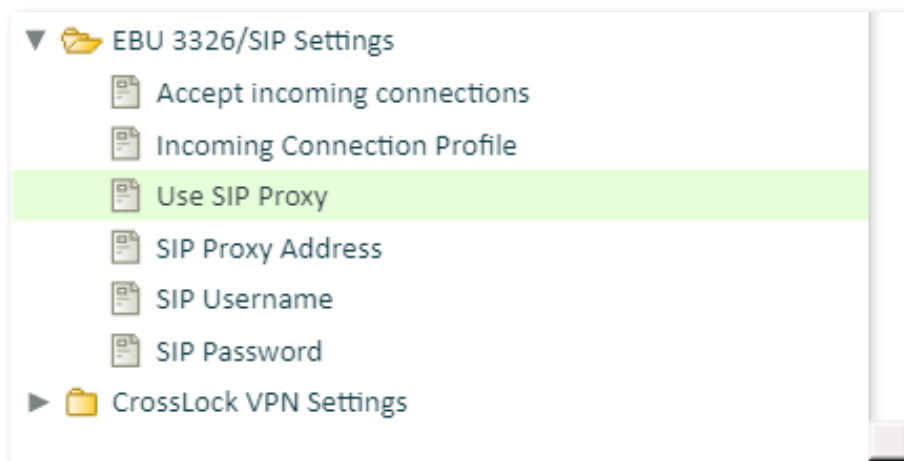 EBU 3326/SIP Settings
Accept incoming connections
Incoming Connection Profile
Use SIP Proxy
SIP Proxy Address
SIP Username
SIP Password
CrossLock VPN Settings